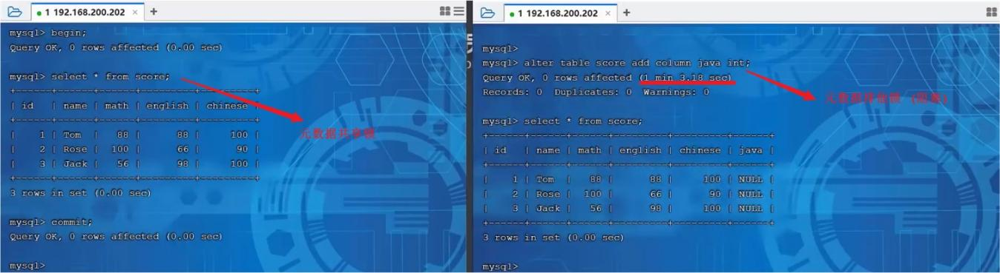 1 192.168.200.202 × +
mysql> begin;
Query OK, 0 rows affected (0.00 sec)
mysql> select * from score;
+------+------+------+---------+---------+
| id   | name | math | english | chinese |
+------+------+------+---------+---------+
|    1 | Tom  |   88 |      88 |     100 |
|    2 | Rose |  100 |      66 |      90 |
|    3 | Jack |   56 |      98 |     100 |
+------+------+------+---------+---------+
3 rows in set (0.00 sec)
mysql> commit;
Query OK, 0 rows affected (0.00 sec)
mysql>
元数据共享锁
1 192.168.200.202 × +
mysql>
mysql> alter table score add column java int;
Query OK, 0 rows affected (1 min 3.18 sec)
Records: 0  Duplicates: 0  Warnings: 0
元数据排他锁（阻塞）
mysql> select * from score;
+------+------+------+---------+---------+------+
| id   | name | math | english | chinese | java |
+------+------+------+---------+---------+------+
|    1 | Tom  |   88 |      88 |     100 | NULL |
|    2 | Rose |  100 |      66 |      90 | NULL |
|    3 | Jack |   56 |      98 |     100 | NULL |
+------+------+------+---------+---------+------+
3 rows in set (0.00 sec)
mysql>